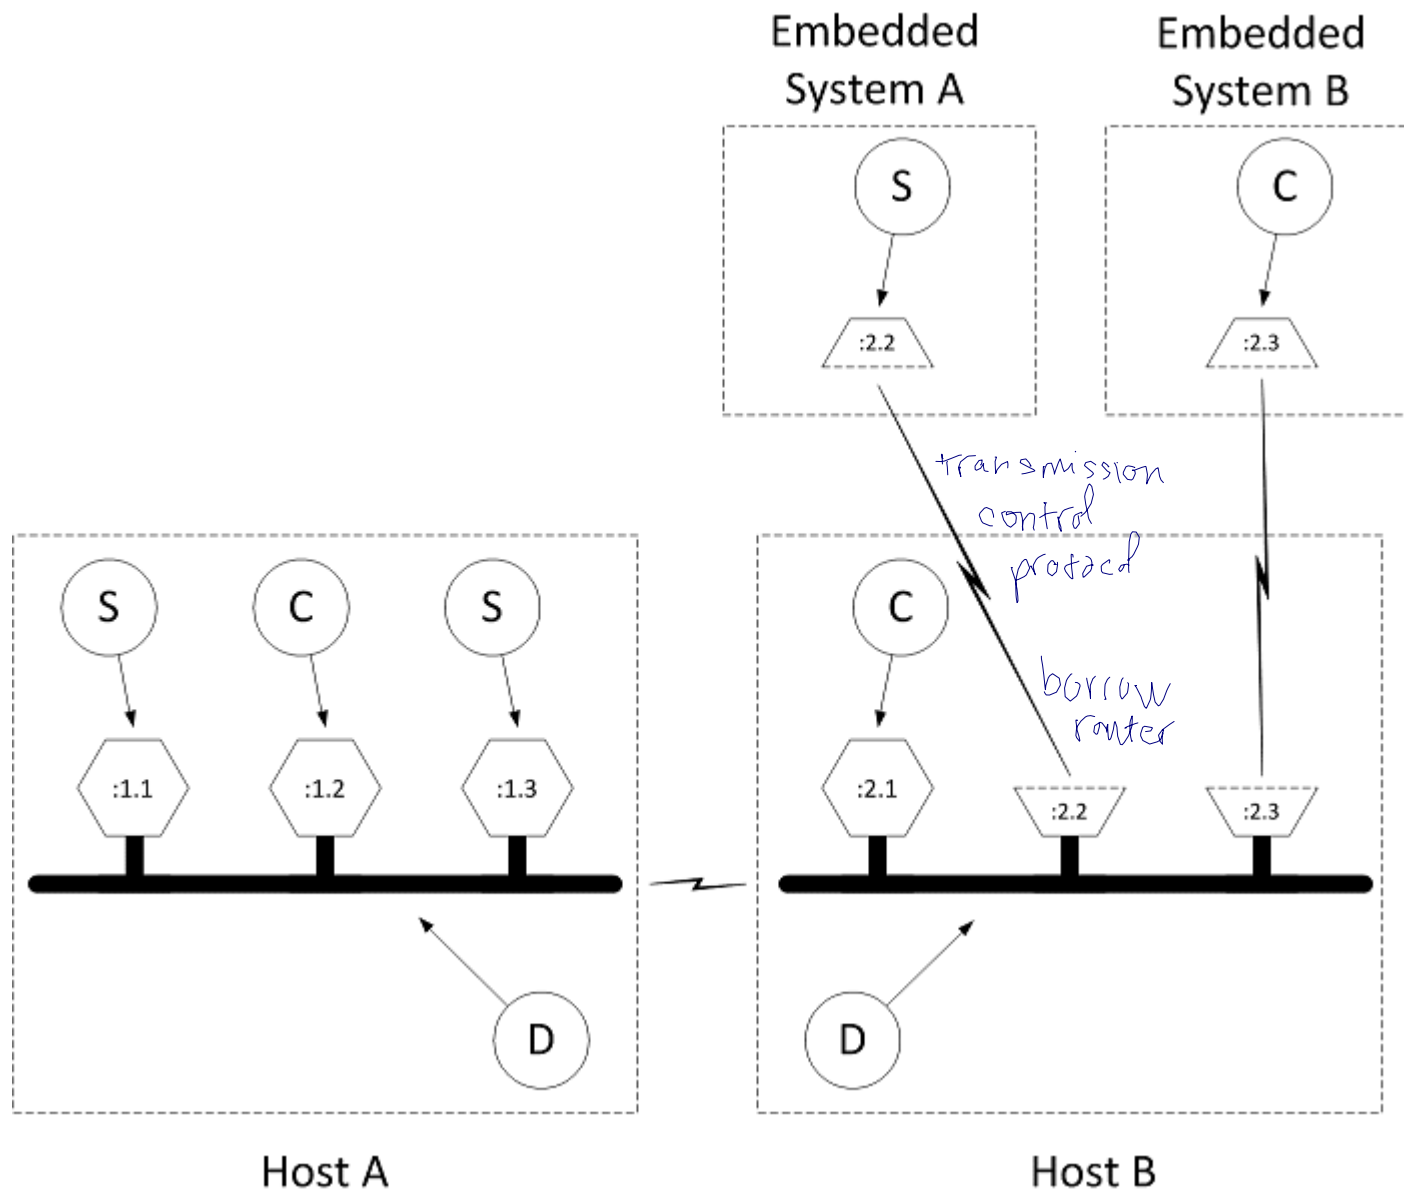 Embedded
System A
Embedded
System B
S
C
:2.2
:2.3
transmission
control
protocol
S
C
S
C
borrow
router
:1.1
:1.2
:1.3
:2.1
:2.2
:2.3
D
D
Host A
Host B